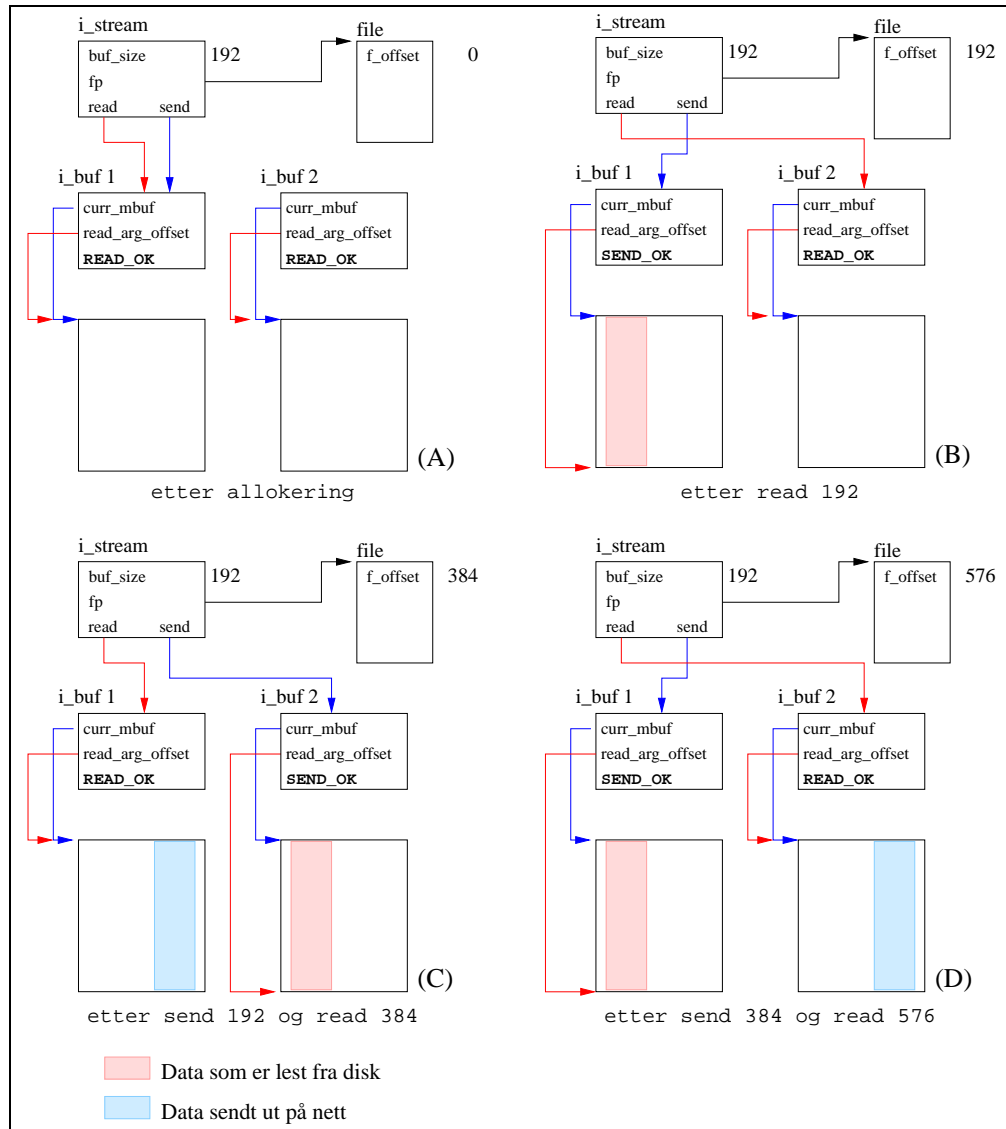 i_stream
file
buf_size
192
f_offset
0
fp
read send
i_buf 1
i_buf 2
curr_mbuf
curr_mbuf
read_arg_offset
read_arg_offset
READ_OK
READ_OK
(A)
etter allokering
i_stream
file
buf_size
192
f_offset
192
fp
read send
i_buf 1
i_buf 2
curr_mbuf
curr_mbuf
read_arg_offset
read_arg_offset
SEND_OK
READ_OK
(B)
etter read 192
i_stream
file
buf_size
192
f_offset
384
fp
read send
i_buf 1
i_buf 2
curr_mbuf
curr_mbuf
read_arg_offset
read_arg_offset
READ_OK
SEND_OK
(C)
etter send 192 og read 384
i_stream
file
buf_size
192
f_offset
576
fp
read send
i_buf 1
i_buf 2
curr_mbuf
curr_mbuf
read_arg_offset
read_arg_offset
SEND_OK
READ_OK
(D)
etter send 384 og read 576
Data som er lest fra disk
Data sendt ut på nett